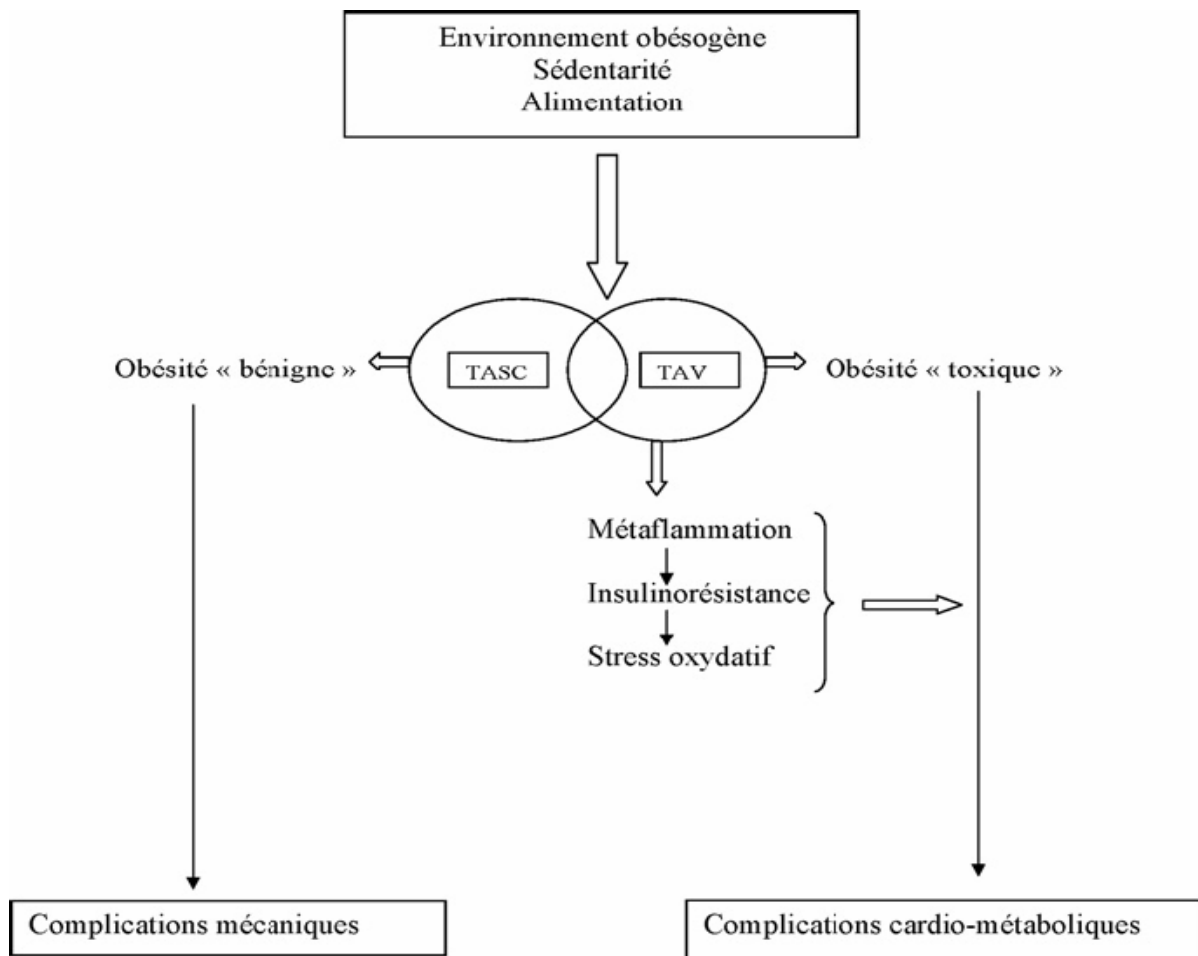 Environnement obésogène
Sédentarité
Alimentation
Obésité « bénigne »
TASC
TAV
Obésité « toxique »
Métaflammation
Insulinorésistance
Stress oxydatif
Complications mécaniques
Complications cardio-métaboliques